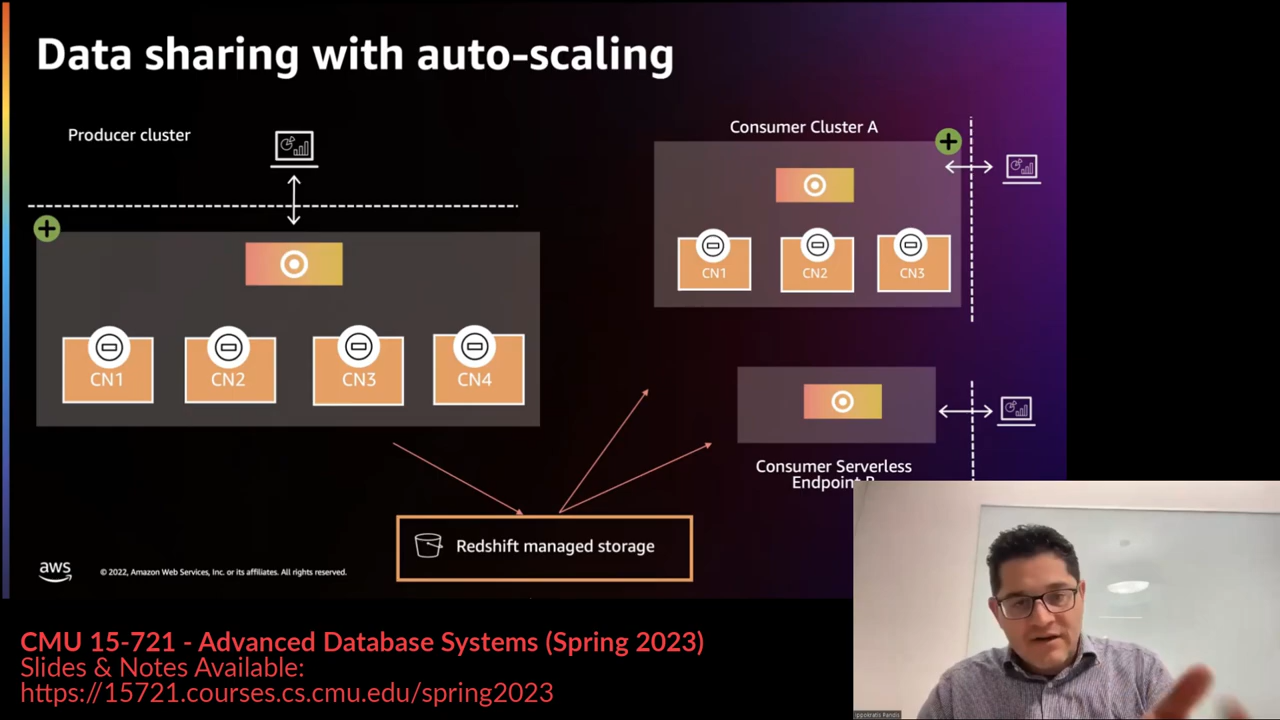 Data sharing with auto-scaling
Producer cluster
CN1
CN2
CN3
CN4
Consumer Cluster A
CN1
CN2
CN3
Consumer Serverless
Endpoint
Redshift managed storage
aws
© 2022, Amazon Web Services, Inc. or its affiliates. All rights reserved.
CMU 15-721 - Advanced Database Systems (Spring 2023)
Slides & Notes Available:
https://15721.courses.cs.cmu.edu/spring2023
Ippokratis Pandis